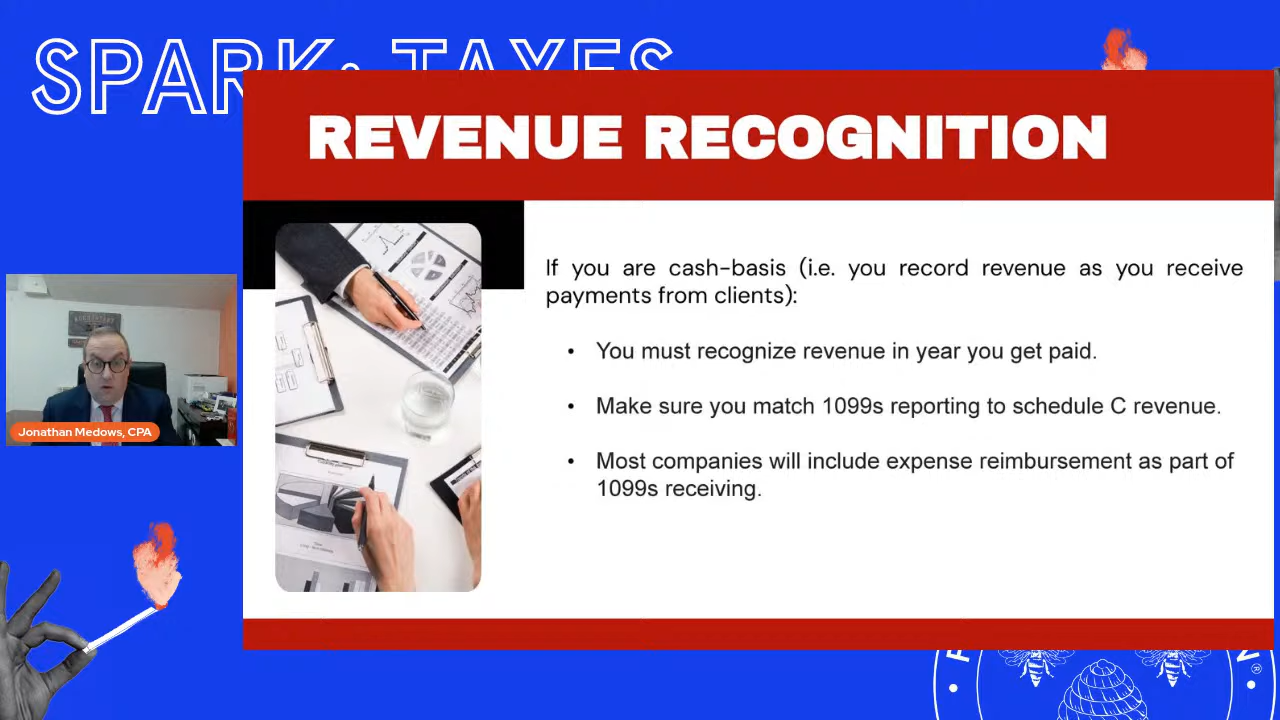 SPARK: TAXES
REVENUE RECOGNITION
If you are cash-basis (i.e. you record revenue as you receive
payments from clients):
• You must recognize revenue in year you get paid.
• Make sure you match 1099s reporting to schedule C revenue.
• Most companies will include expense reimbursement as part of
1099s receiving.
Jonathan Medows, CPA